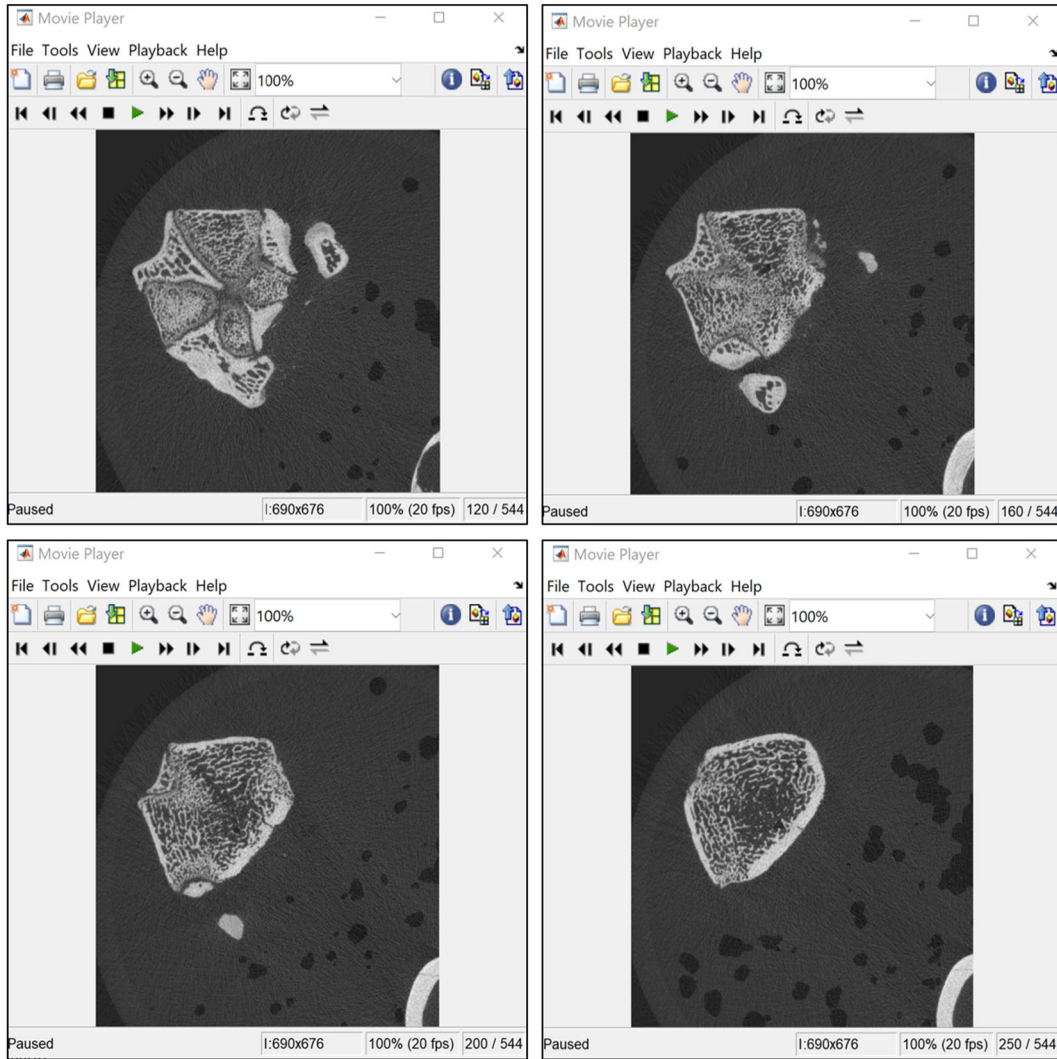 Movie Player
File Tools View Playback Help
100%
Paused I:690x676 100% (20 fps) 120 / 544
Movie Player
File Tools View Playback Help
100%
Paused I:690x676 100% (20 fps) 160 / 544
Movie Player
File Tools View Playback Help
100%
Paused I:690x676 100% (20 fps) 200 / 544
Movie Player
File Tools View Playback Help
100%
Paused I:690x676 100% (20 fps) 250 / 544